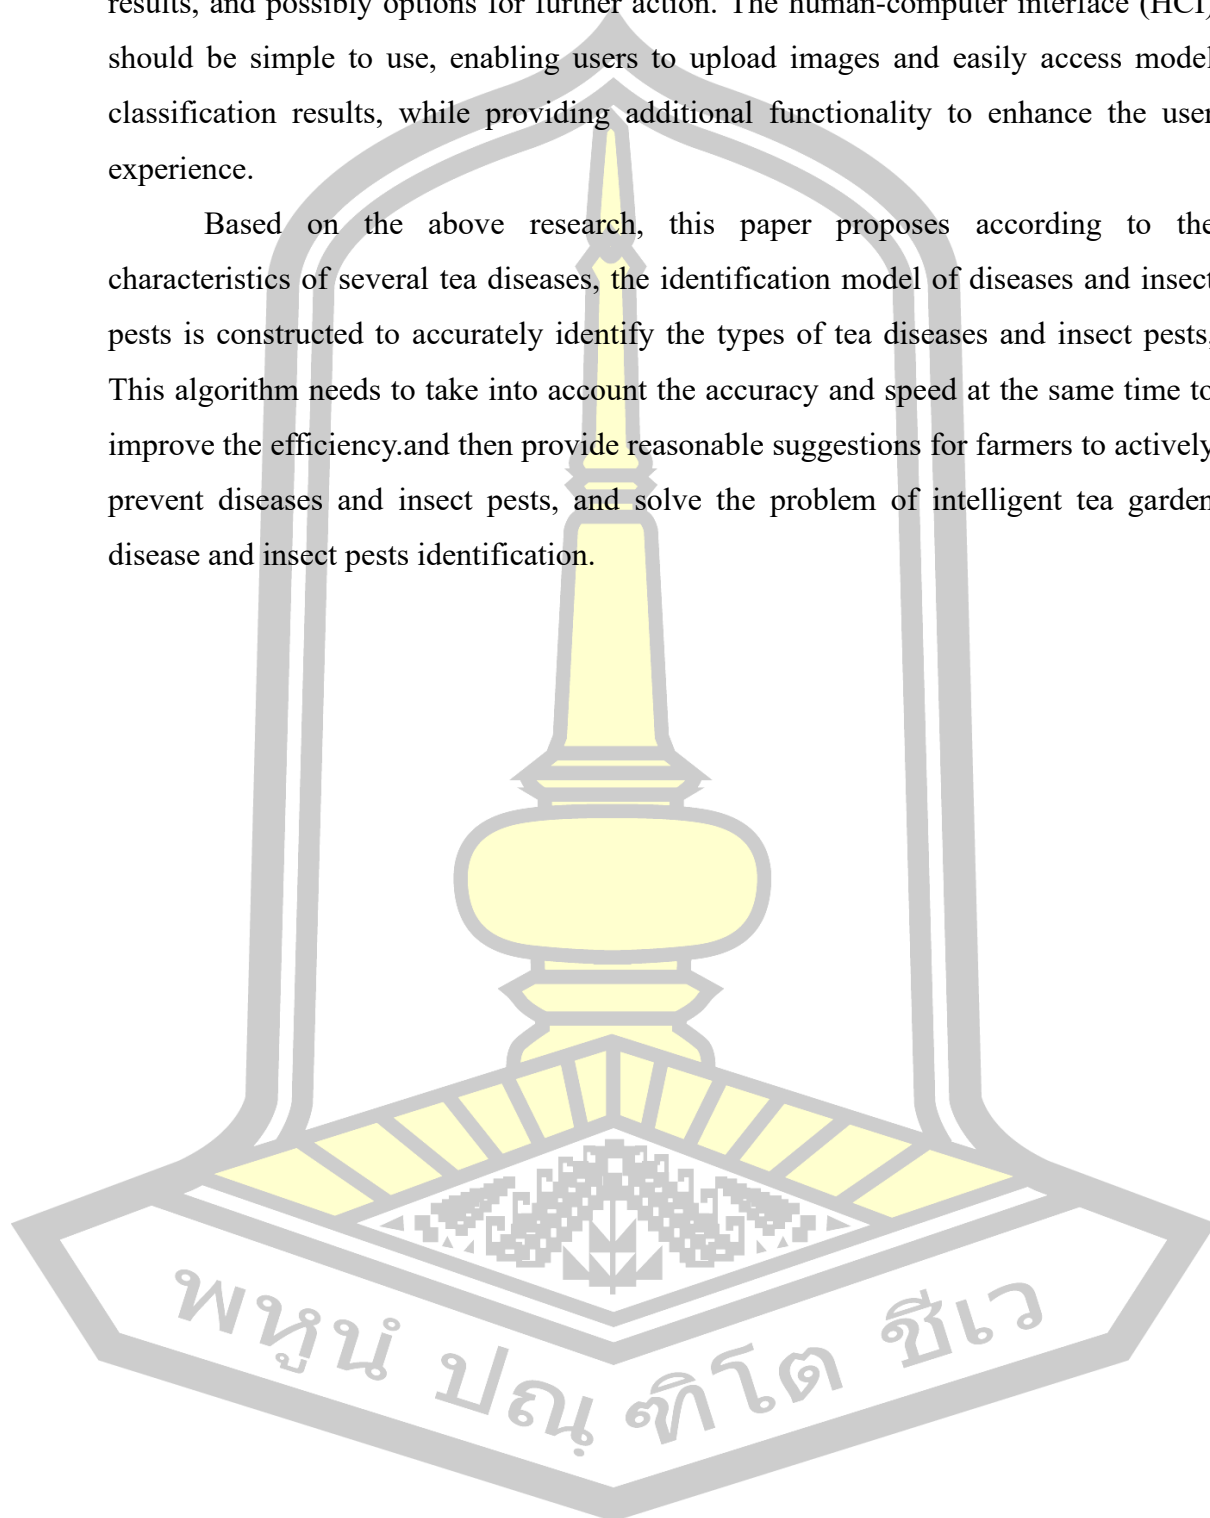 results, and possibly options for further action. The human-computer interface (HCI)
should be simple to use, enabling users to upload images and easily access model
classification results, while providing additional functionality to enhance the user
experience.
Based on the above research, this paper proposes according to the
characteristics of several tea diseases, the identification model of diseases and insect
pests is constructed to accurately identify the types of tea diseases and insect pests,
This algorithm needs to take into account the accuracy and speed at the same time to
improve the efficiency.and then provide reasonable suggestions for farmers to actively
prevent diseases and insect pests, and solve the problem of intelligent tea garden
disease and insect pests identification.
พหูนํ ปณฺฑิโต ชีเว